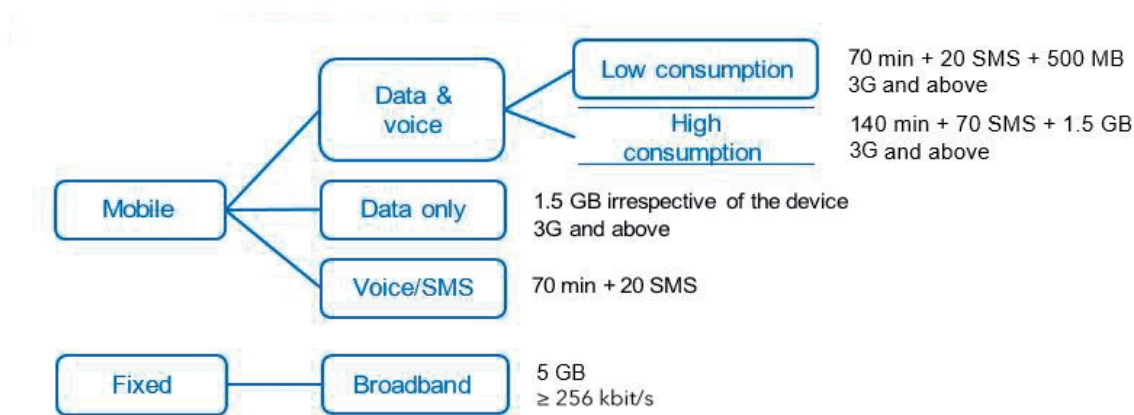 Mobile
Data &
voice
Low consumption
70 min + 20 SMS + 500 MB
3G and above
High
consumption
140 min + 70 SMS + 1.5 GB
3G and above
Data only
1.5 GB irrespective of the device
3G and above
Voice/SMS
70 min + 20 SMS
Fixed
Broadband
5 GB
≥ 256 kbit/s